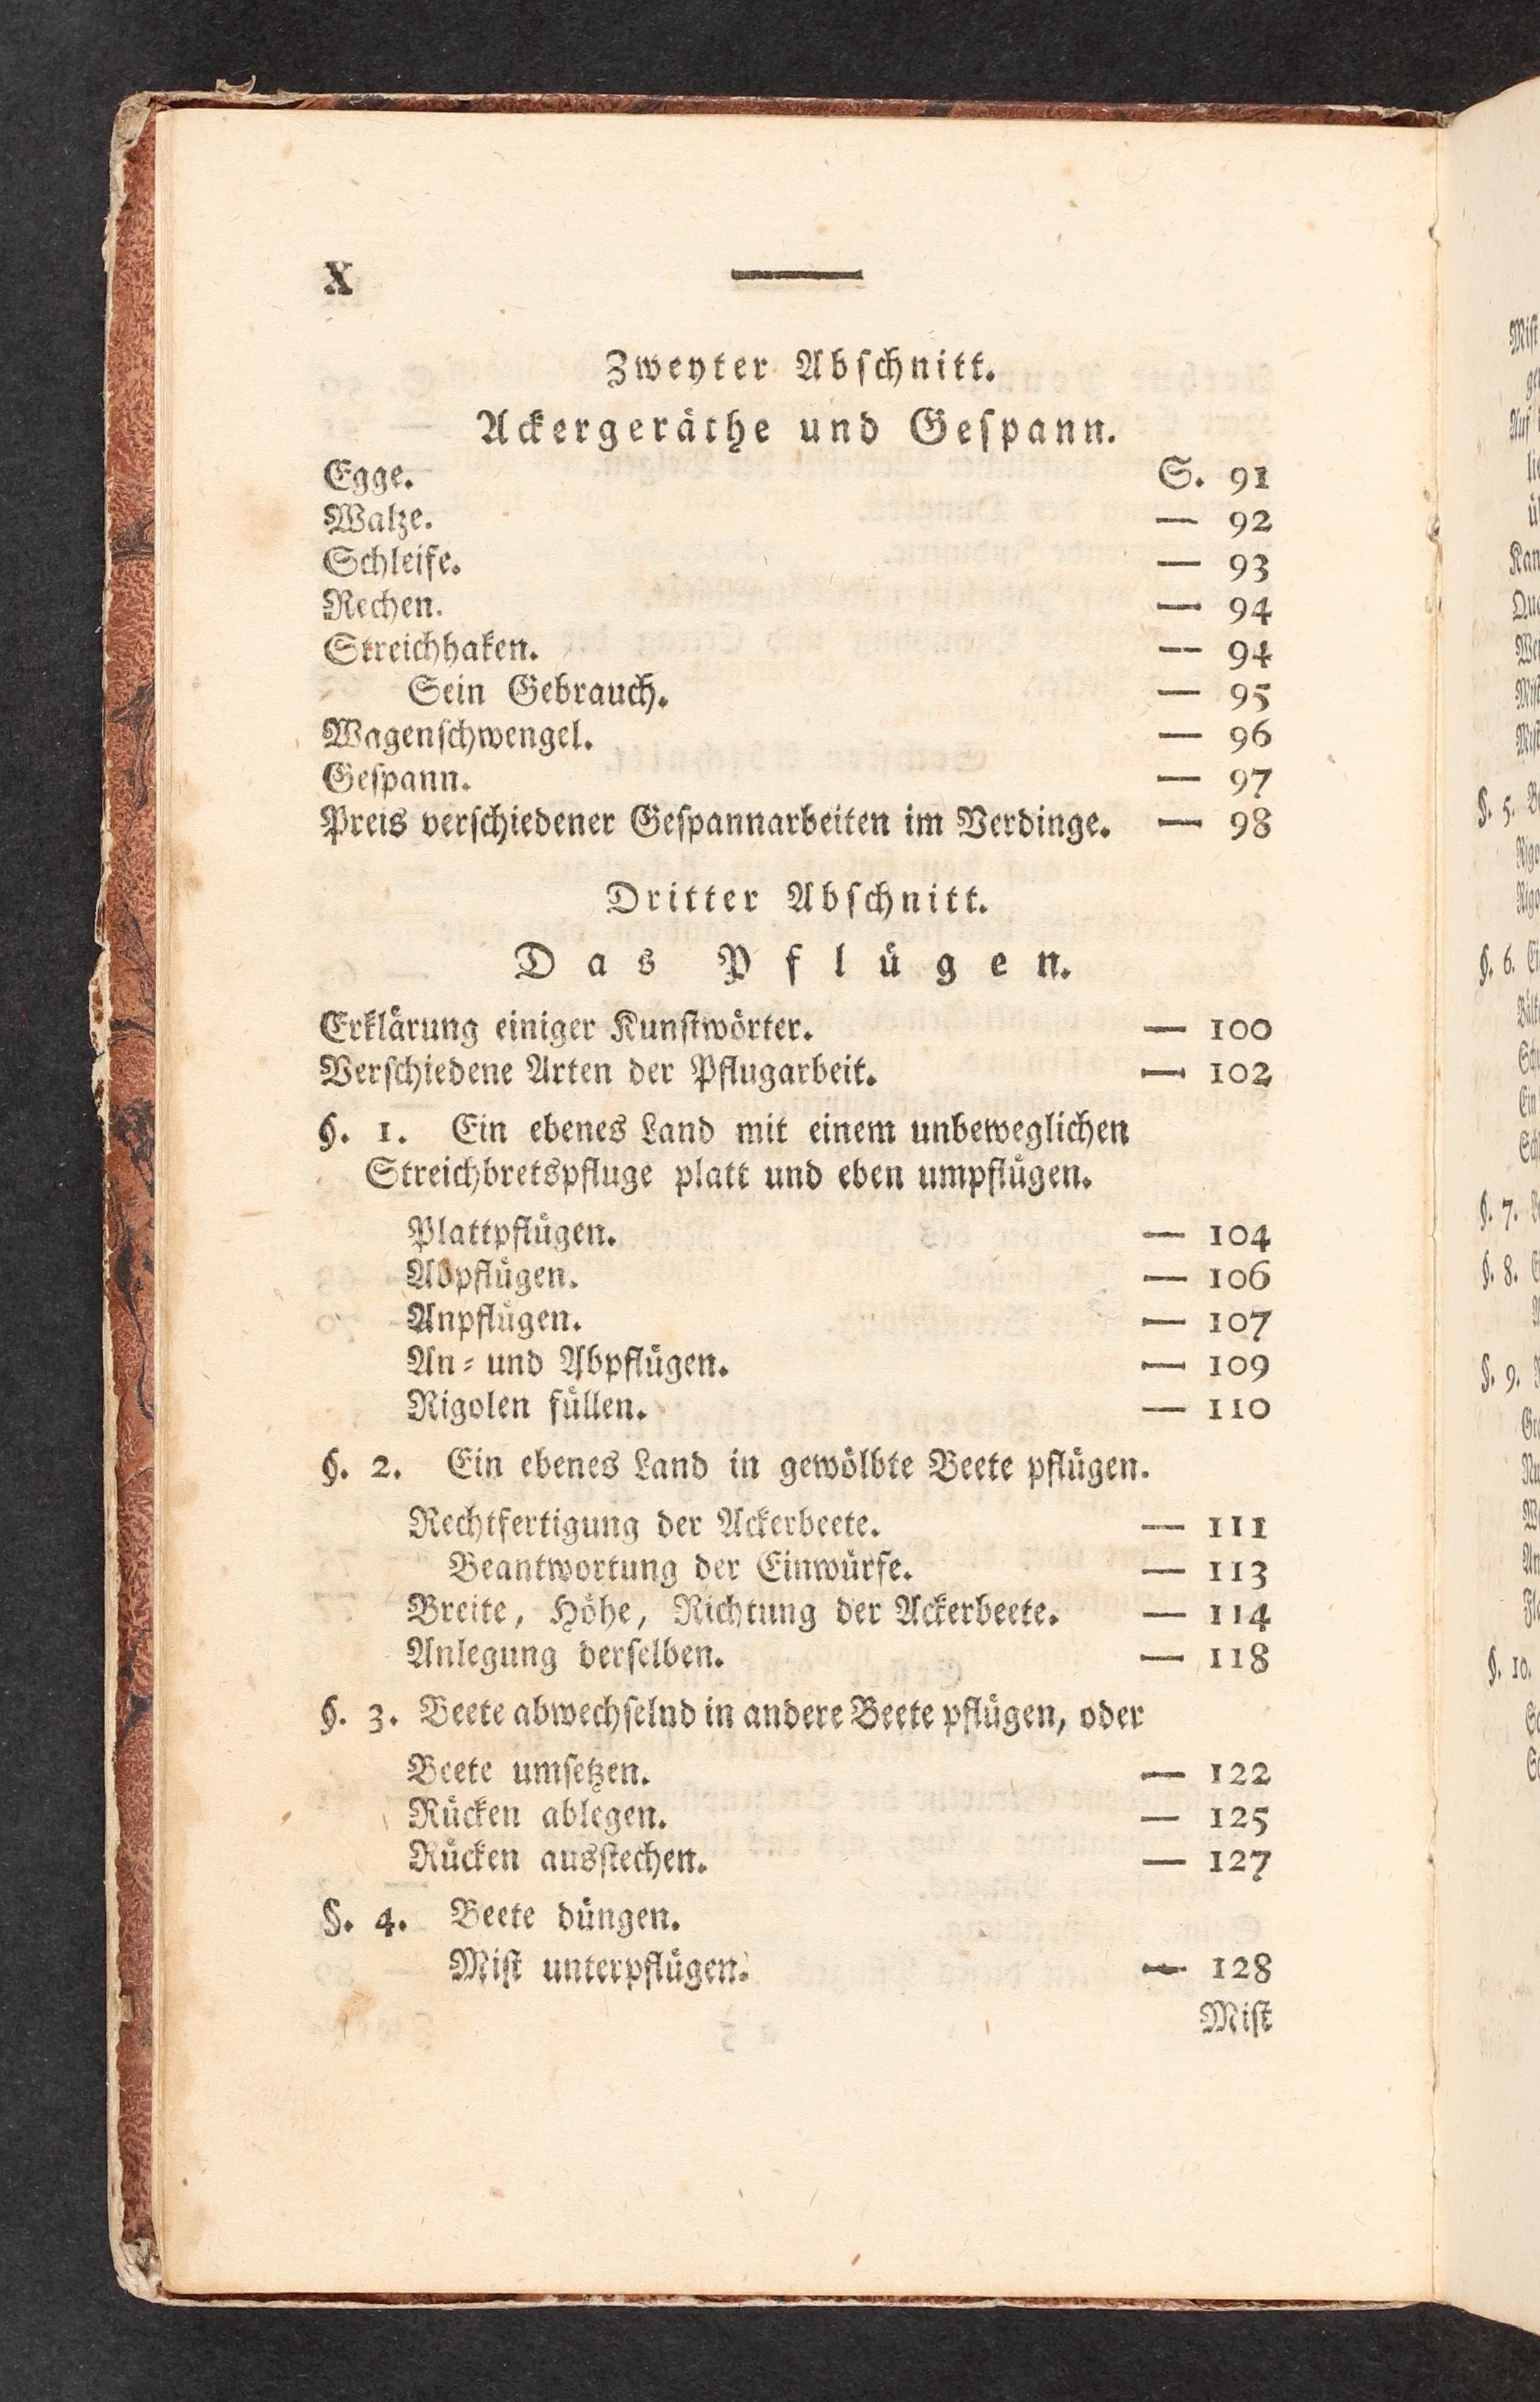 X
Zweyter Abschnitt.
Ackergeräthe und Gespann.
Egge. S. 91
Walze. — 92
Schleife. — 93
Rechen. — 94
Streichhaken. — 94
Sein Gebrauch. — 95
Wagenschwengel. — 96
Gespann. — 97
Preis verschiedener Gespannarbeiten im Verdinge. — 98
Dritter Abschnitt.
Das Pflügen.
Erklärung einiger Kunstwörter. — 100
Verschiedene Arten der Pflugarbeit. — 102
§. 1. Ein ebenes Land mit einem unbeweglichen
Streichbretspfluge platt und eben umpflügen.
Plattpflügen. — 104
Abpflügen. — 106
Anpflügen. — 107
An- und Abpflügen. — 109
Rigolen füllen. — 110
§. 2. Ein ebenes Land in gewölbte Beete pflügen.
Rechtfertigung der Ackerbeete. — 111
Beantwortung der Einwürfe. — 113
Breite, Höhe, Richtung der Ackerbeete. — 114
Anlegung derselben. — 118
§. 3. Beete abwechselnd in andere Beete pflügen, oder
Beete umsetzen. — 122
Rücken ablegen. — 125
Rücken ausstechen. — 127
§. 4. Beete düngen.
Mist unterpflügen. — 128
Mist
§. 5.
§. 6.
§. 7.
§. 8.
§. 9.
§. 10.